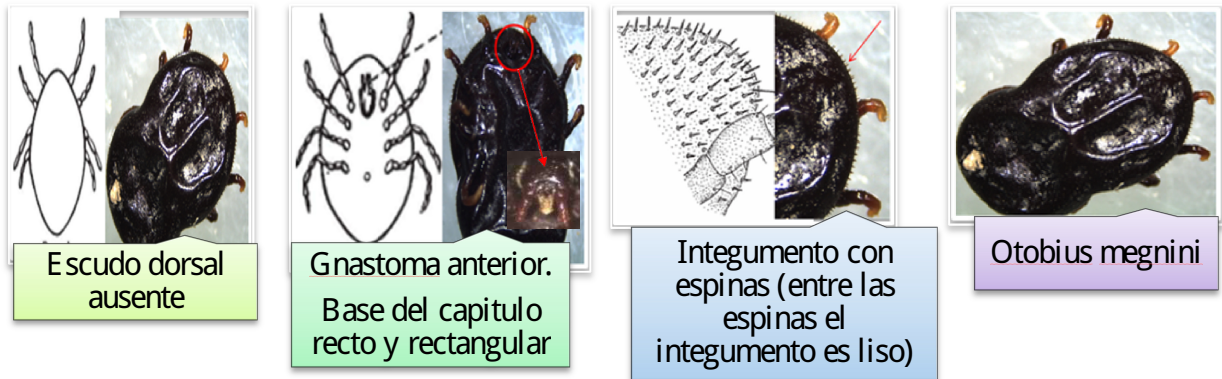 Escudo dorsal
ausente
Gnastoma anterior.
Base del capitulo
recto y rectangular
Integumento con
espinas (entre las
espinas el
integumento es liso)
Otobius megnini